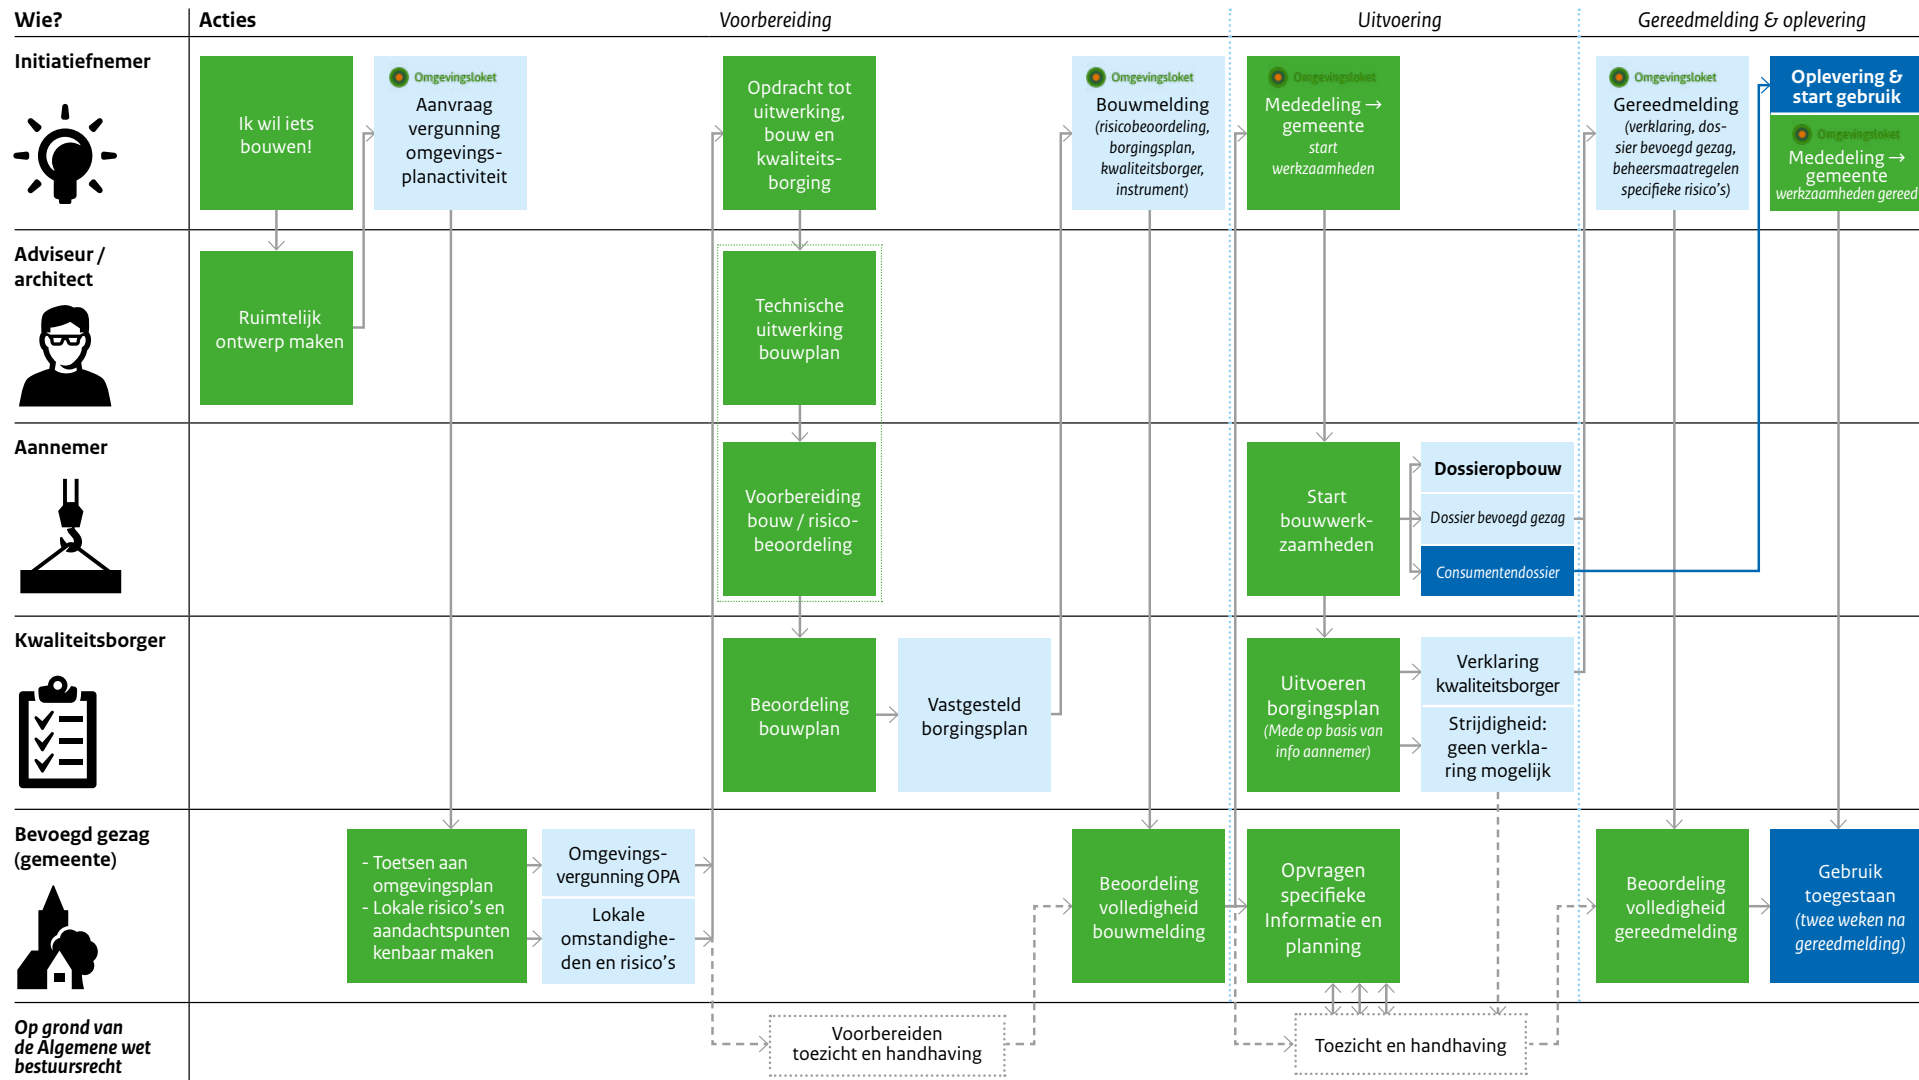 Wie?
Acties
Voorbereiding
Uitvoering
Gereedmelding & oplevering
Initiatiefnemer
Ik wil iets
bouwen!
Omgevingsloket
Aanvraag
vergunning
omgevings-
planactiviteit
Opdracht tot
uitwerking,
bouw en
kwaliteits-
borging
Omgevingsloket
Bouwmelding
(risicobeoordeling,
borgingsplan,
kwaliteitsborger,
instrument)
Omgevingsloket
Mededeling →
gemeente
start
werkzaamheden
Omgevingsloket
Gereedmelding
(verklaring, dos-
sier bevoegd gezag,
beheersmaatregelen
specifieke risico's)
Oplevering &
start gebruik
Omgevingsloket
Mededeling →
gemeente
werkzaamheden gereed
Adviseur /
architect
Ruimtelijk
ontwerp maken
Technische
uitwerking
bouwplan
Aannemer
Voorbereiding
bouw / risico-
beoordeling
Start
bouwwerk-
zaamheden
Dossieropbouw
Dossier bevoegd gezag
Consumentendossier
Kwaliteitsborger
Beoordeling
bouwplan
Vastgesteld
borgingsplan
Uitvoeren
borgingsplan
(Mede op basis van
info aannemer)
Verklaring
kwaliteitsborger
Strijdigheid:
geen verkla-
ring mogelijk
Bevoegd gezag
(gemeente)
- Toetsen aan
omgevingsplan
- Lokale risico's en
aandachtspunten
kenbaar maken
Omgevings-
vergunning OPA
Lokale
omstandighe-
den en risico's
Beoordeling
volledigheid
bouwmelding
Opvragen
specifieke
Informatie en
planning
Beoordeling
volledigheid
gereedmelding
Gebruik
toegestaan
(twee weken na
gereedmelding)
Op grond van
de Algemene wet
bestuursrecht
Voorbereiden
toezicht en handhaving
Toezicht en handhaving